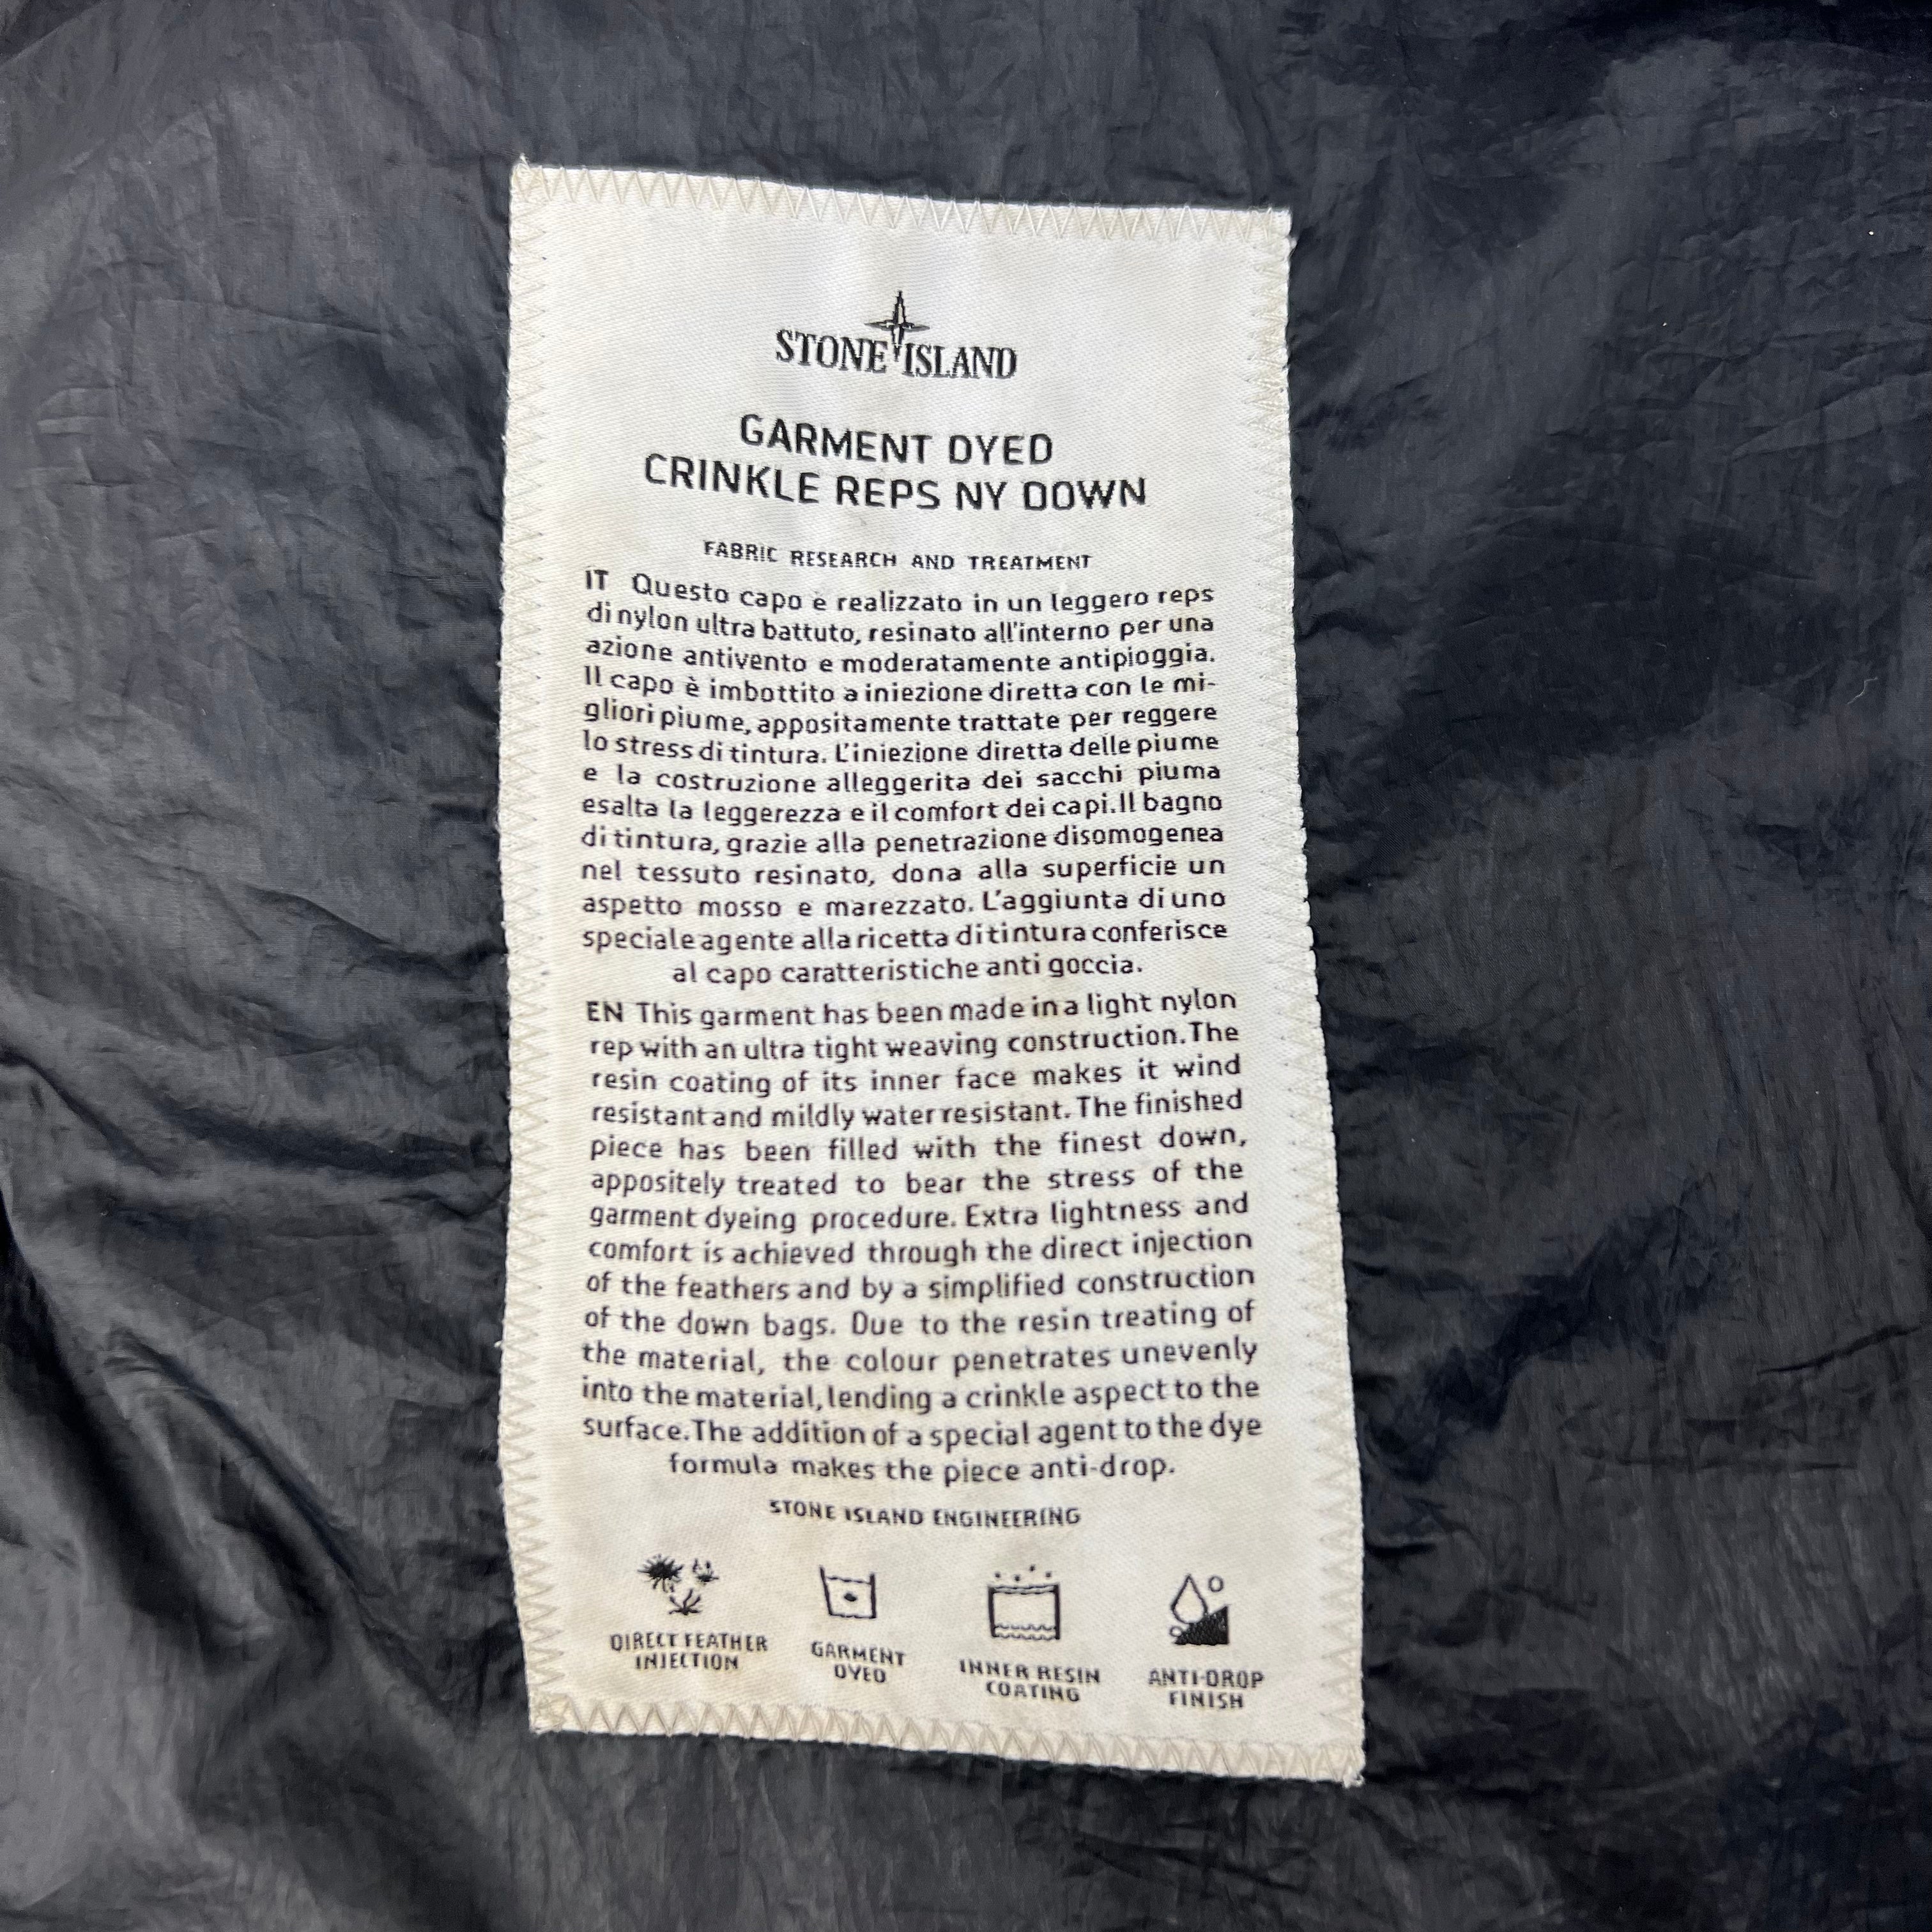 STONE ISLAND
GARMENT DYED
CRINKLE REPS NY DOWN
FABRIC RESEARCH AND TREATMENT
IT Questo capo è realizzato in un leggero reps
di nylon ultra battuto, resinato all'interno per una
azione antivento e moderatamente antipioggia.
Il capo è imbottito a iniezione diretta con le mi-
gliori piume, appositamente trattate per reggere
lo stress di tintura. L'iniezione diretta delle piume
e la costruzione alleggerita dei sacchi piuma
esalta la leggerezza e il comfort dei capi. Il bagno
di tintura, grazie alla penetrazione disomogenea
nel tessuto resinato, dona alla superficie un
aspetto mosso e marezzato. L'aggiunta di uno
speciale agente alla ricetta di tintura conferisce
al capo caratteristiche anti goccia.
EN This garment has been made in a light nylon
rep with an ultra tight weaving construction. The
resin coating of its inner face makes it wind
resistant and mildly water resistant. The finished
piece has been filled with the finest down,
appositely treated to bear the stress of the
garment dyeing procedure. Extra lightness and
comfort is achieved through the direct injection
of the feathers and by a simplified construction
of the down bags. Due to the resin treating of
the material, the colour penetrates unevenly
into the material, lending a crinkle aspect to the
surface. The addition of a special agent to the dye
formula makes the piece anti-drop.
STONE ISLAND ENGINEERING
DIRECT FEATHER
INJECTION
GARMENT
DYED
INNER RESIN
COATING
ANTI-DROP
FINISH